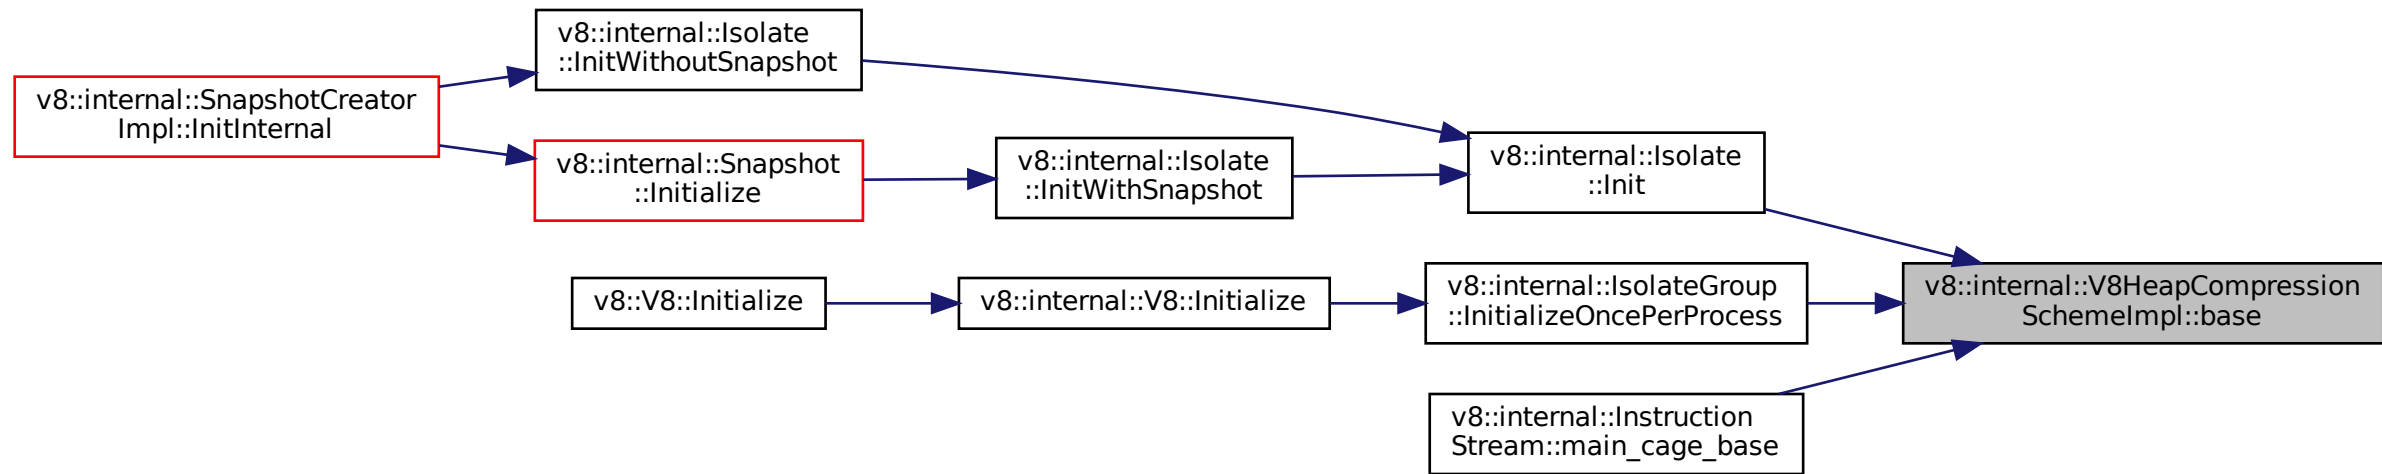 v8::internal::Isolate
::InitWithoutSnapshot
v8::internal::SnapshotCreator
Impl::InitInternal
v8::internal::Snapshot
::Initialize
v8::internal::Isolate
::InitWithSnapshot
v8::internal::Isolate
::Init
v8::V8::Initialize
v8::internal::V8::Initialize
v8::internal::IsolateGroup
::InitializeOncePerProcess
v8::internal::V8HeapCompression
SchemeImpl::base
v8::internal::Instruction
Stream::main_cage_base